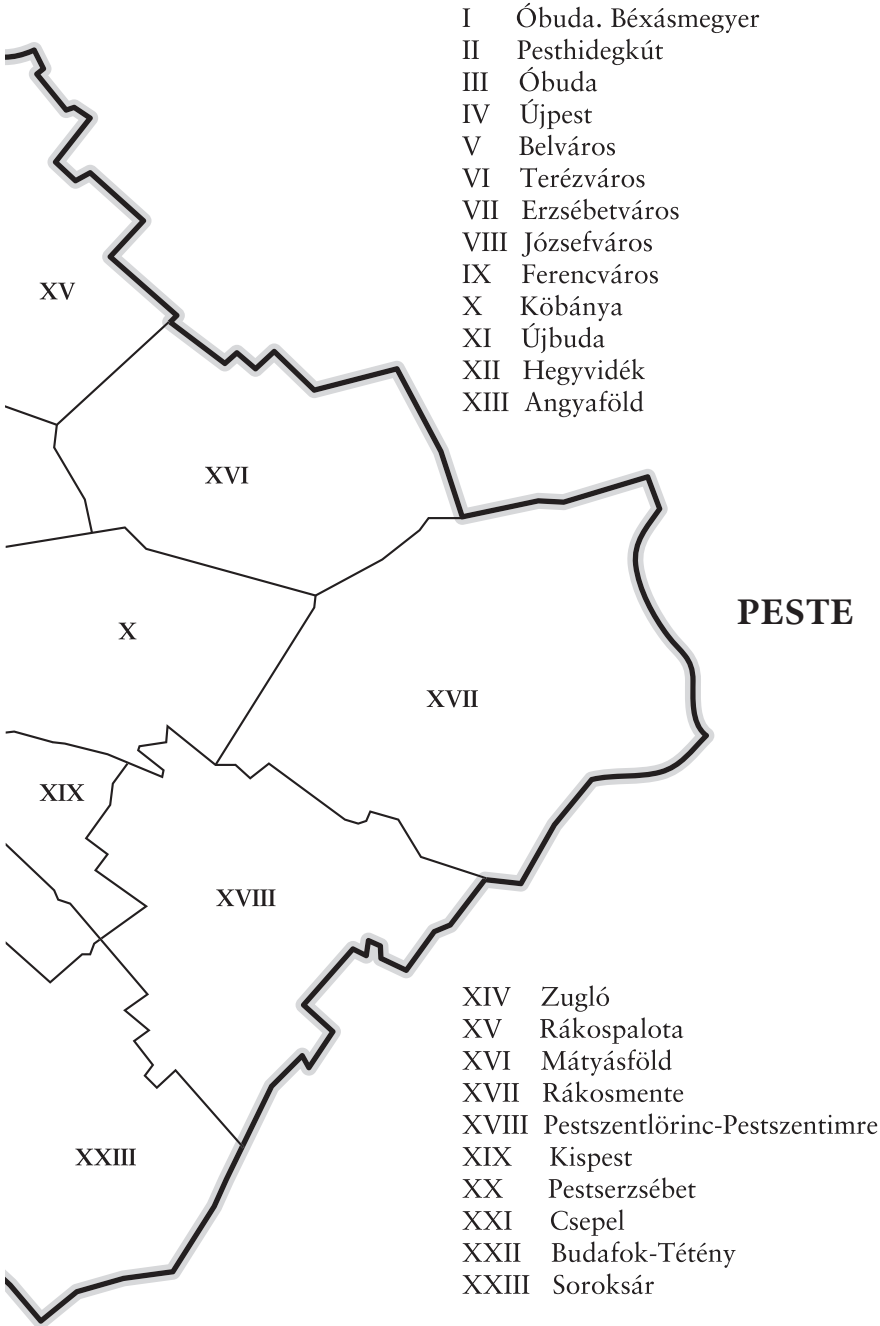 I Óbuda. Béxásmegyer
II Pesthidegkút
III Óbuda
IV Újpest
V Belváros
VI Terézváros
VII Erzsébetváros
VIII Józsefváros
IX Ferencváros
X Köbánya
XI Újbuda
XII Hegyvidék
XIII Angyaföld
XV
XVI
PESTE
X
XVII
XIX
XVIII
XXIII
XIV Zugló
XV Rákospalota
XVI Mátyásföld
XVII Rákosmente
XVIII Pestszentlörinc-Pestszentimre
XIX Kispest
XX Pestserzsébet
XXI Csepel
XXII Budafok-Tétény
XXIII Soroksár